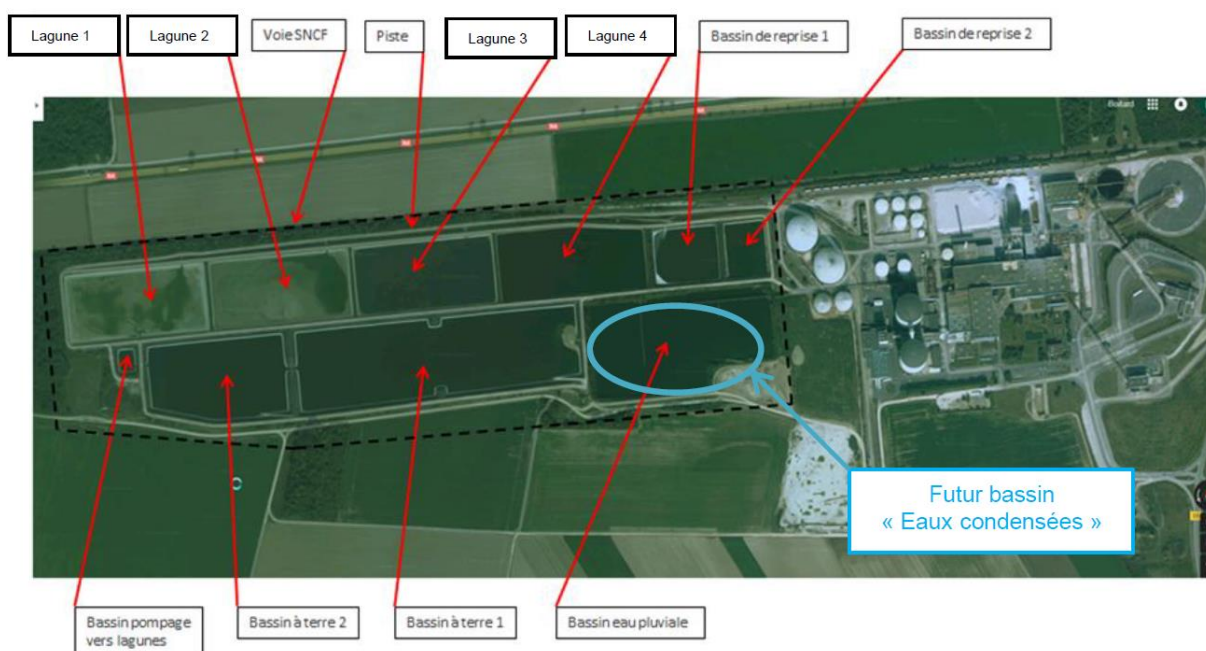 Lagune 1
Lagune 2
Voie SNCF
Piste
Lagune 3
Lagune 4
Bassin de reprise 1
Bassin de reprise 2
Futur bassin
« Eaux condensées »
Bassin pompage
vers lagunes
Bassin à terre 2
Bassin à terre 1
Bassin eau pluviale